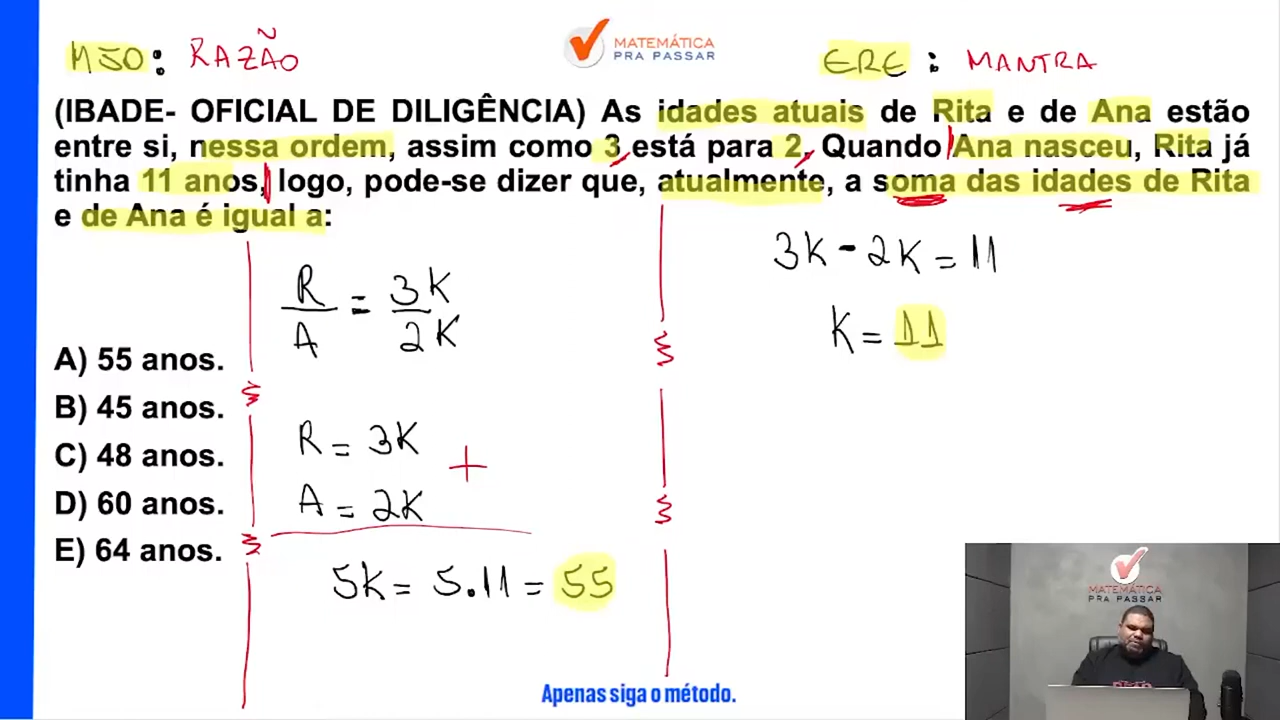 MJO: RAZÃO
MATEMÁTICA
PRA PASSAR
ERE: MANTRA
(IBADE- OFICIAL DE DILIGÊNCIA) As idades atuais de Rita e de Ana estão
entre si, nessa ordem, assim como 3 está para 2. Quando Ana nasceu, Rita já
tinha 11 anos, logo, pode-se dizer que, atualmente, a soma das idades de Rita
e de Ana é igual a:
R/A = 3K/2K
3K - 2K = 11
K = 11
A) 55 anos.
B) 45 anos.
C) 48 anos.
D) 60 anos.
E) 64 anos.
R = 3K
+
A = 2K
5K = 5.11 = 55
MATEMÁTICA
PRA PASSAR
Apenas siga o método.